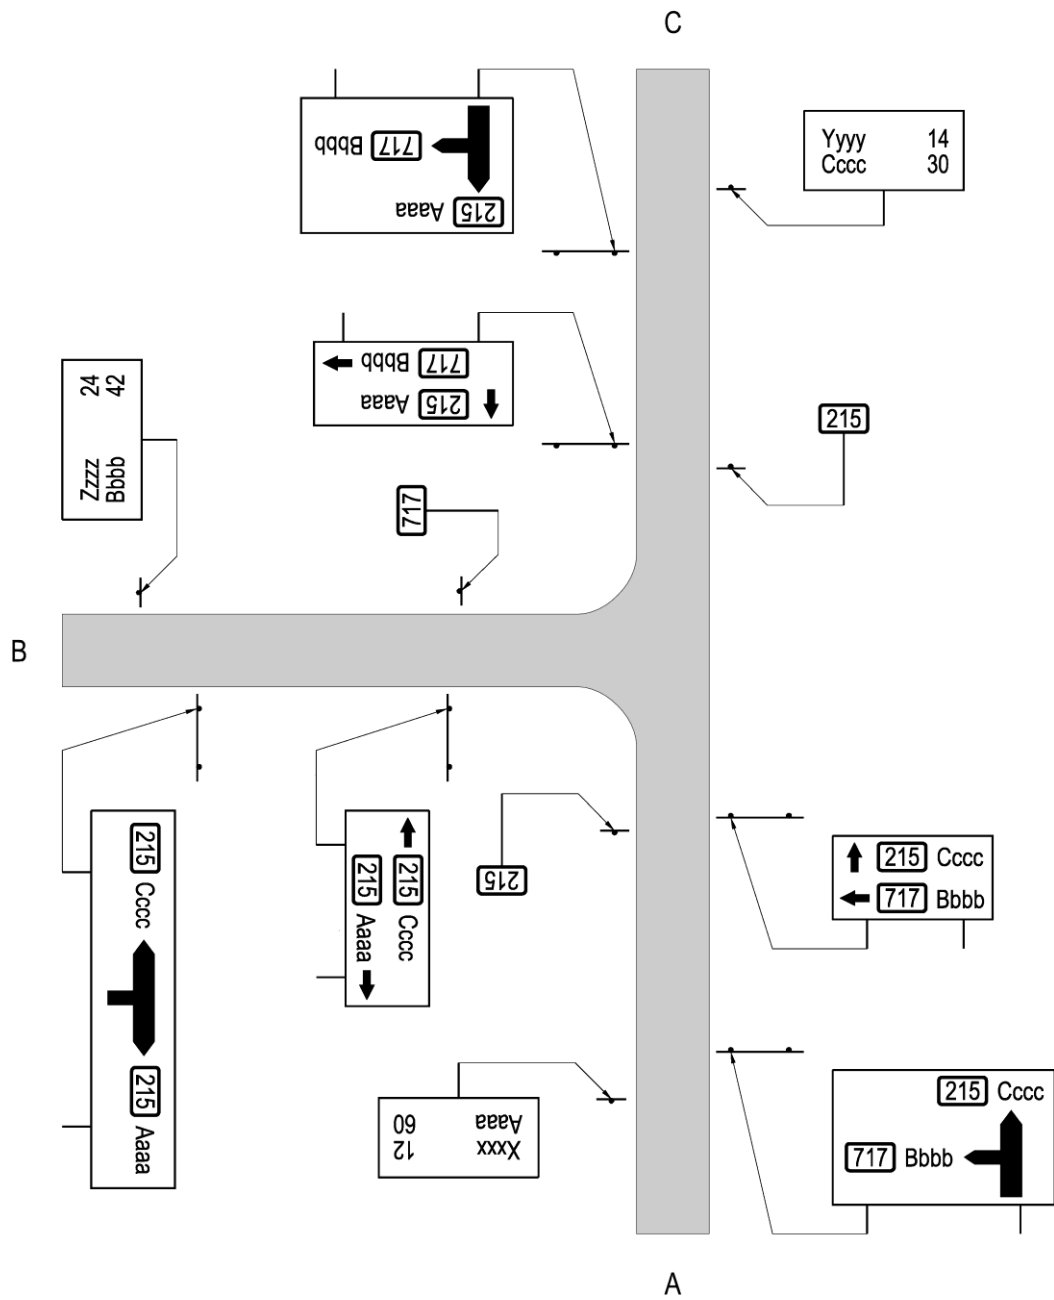 C
717 Bbbb
215 Aaaa
Yyyy 14
Cccc 30
717 Bbbb
215 Aaaa
Zzzz 24
Bbbb 42
215
717
B
215 Cccc
215 Aaaa
215 Cccc
215 Aaaa
215
215 Cccc
717 Bbbb
Xxxx 12
Aaaa 60
215 Cccc
717 Bbbb
A